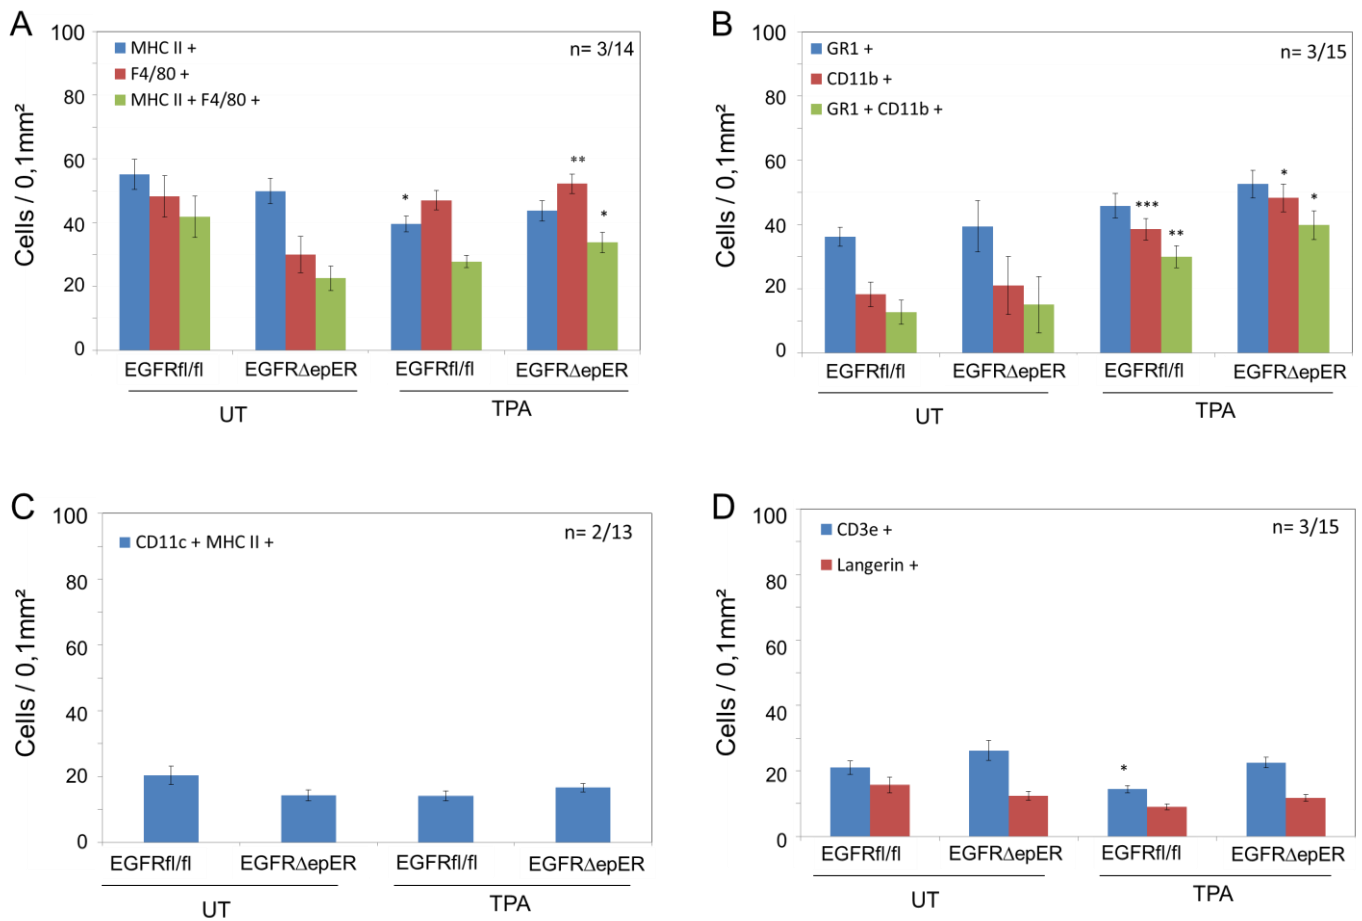 A
100
80
60
40
20
0
Cells / 0,1mm²
MHC II +
F4/80 +
MHC II + F4/80 +
n= 3/14
*
**
*
EGFRfl/fl
EGFRΔepER
EGFRfl/fl
EGFRΔepER
UT
TPA
B
100
80
60
40
20
0
Cells / 0,1mm²
GR1 +
CD11b +
GR1 + CD11b +
n= 3/15
***
**
*
*
EGFRfl/fl
EGFRΔepER
EGFRfl/fl
EGFRΔepER
UT
TPA
C
100
80
60
40
20
0
Cells / 0,1mm²
CD11c + MHC II +
n= 2/13
EGFRfl/fl
EGFRΔepER
EGFRfl/fl
EGFRΔepER
UT
TPA
D
100
80
60
40
20
0
Cells / 0,1mm²
CD3e +
Langerin +
n= 3/15
*
EGFRfl/fl
EGFRΔepER
EGFRfl/fl
EGFRΔepER
UT
TPA